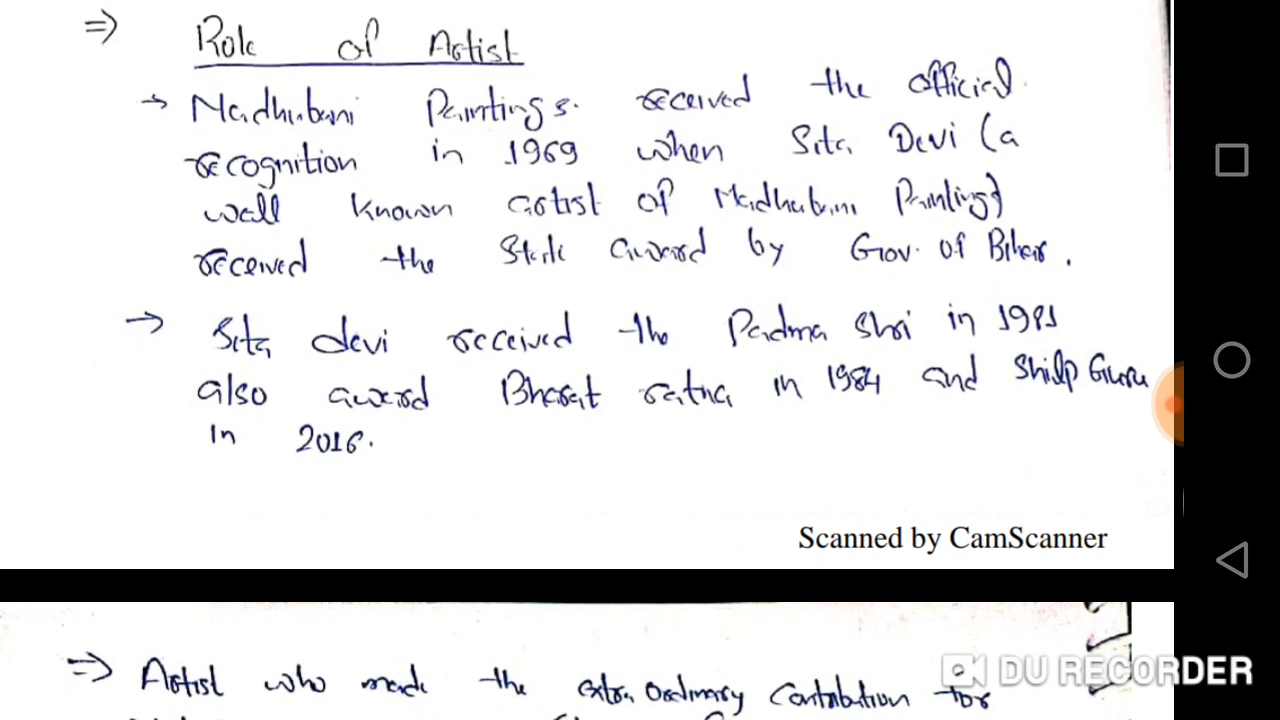 ⇒ Role of Artist
→ Madhubani Paintings. received the official
recognition in 1969 when Sita Devi (a
well known artist of Madhubani Painting)
received the State award by Gov. of Bihar.
→ Sita devi received the Padma Shri in 1981
also award Bharat ratna in 1984 and Shilp Guru
in 2016.
Scanned by CamScanner
⇒ Artist who made the extra ordinary Contribution for
DU RECORDER